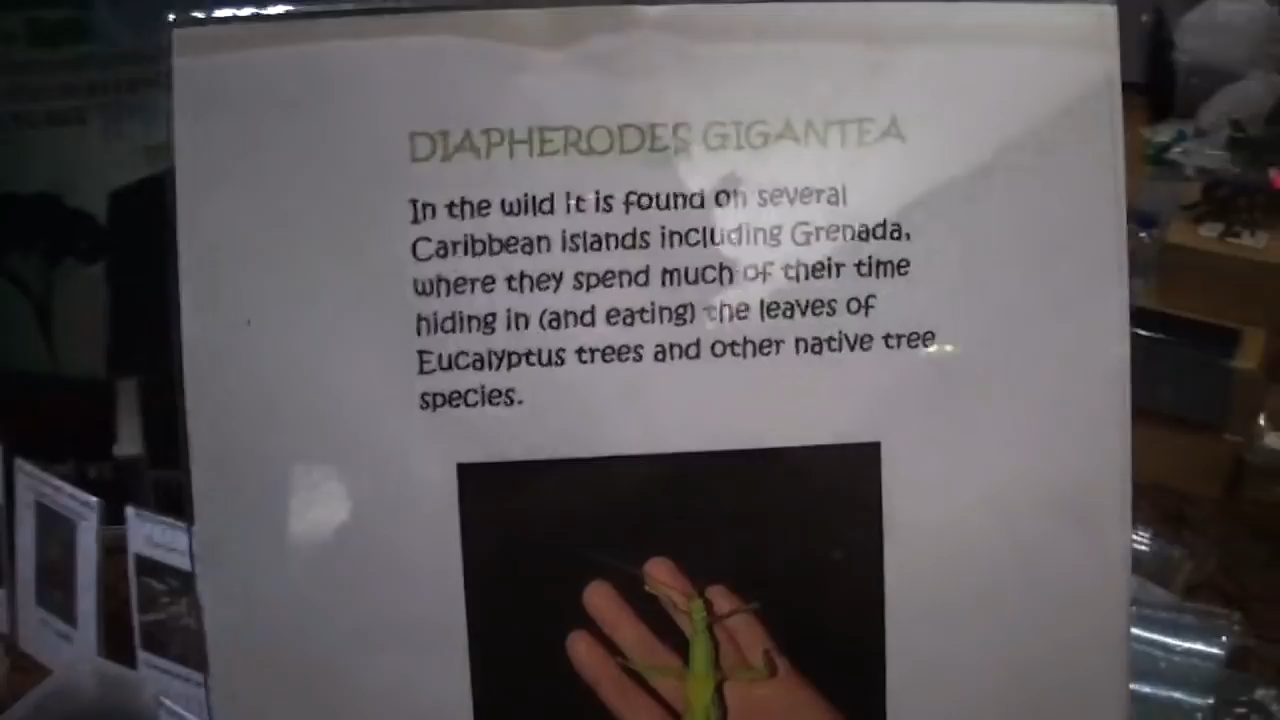 DIAPHERODES GIGANTEA
In the wild it is found on several
Caribbean islands including Grenada,
where they spend much of their time
hiding in (and eating) the leaves of
Eucalyptus trees and other native tree
species.